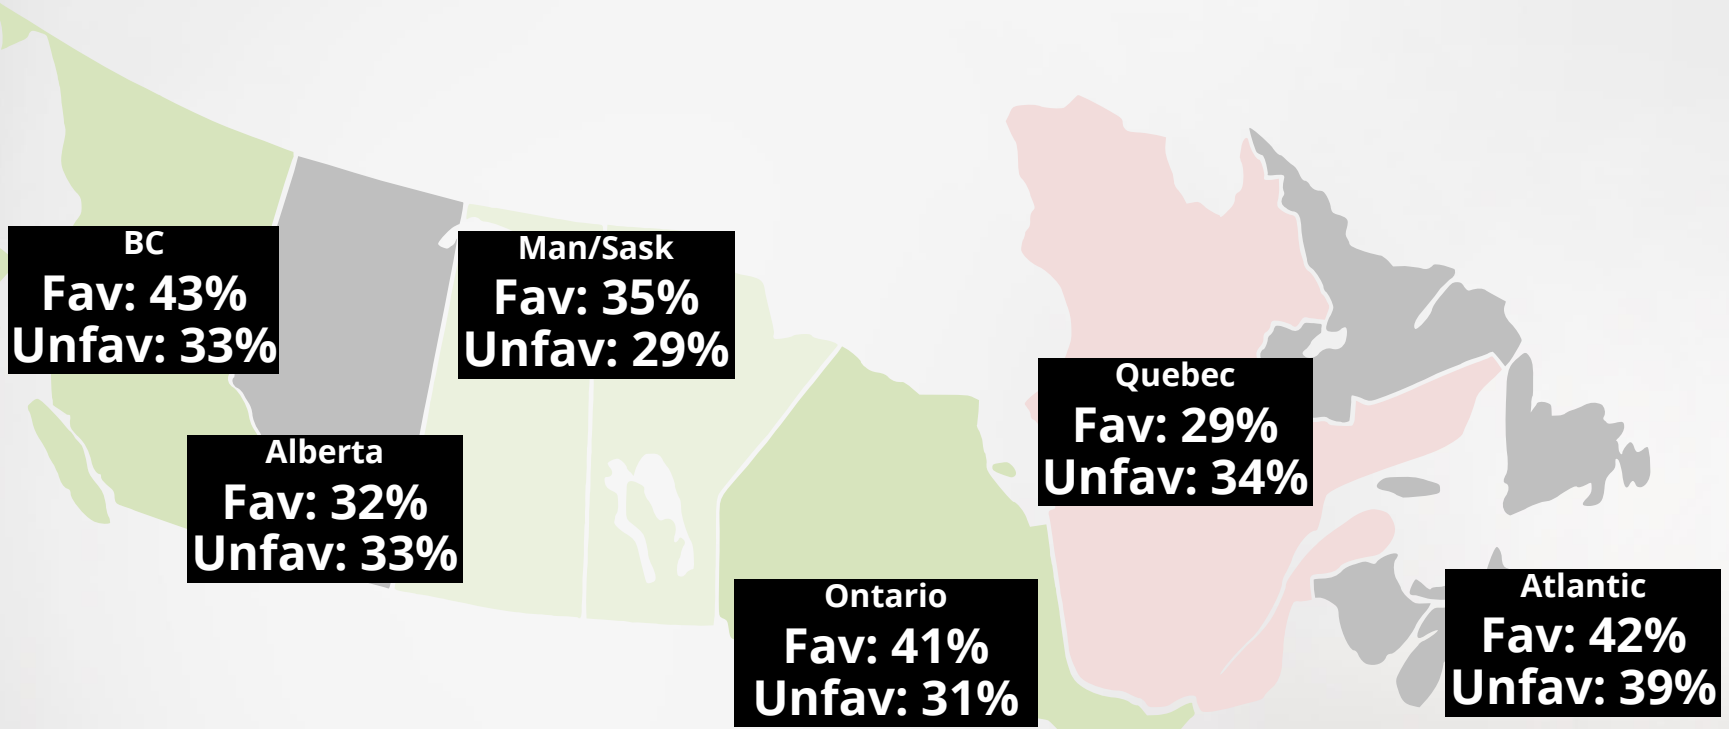 BC
Fav: 43%
Unfav: 33%
Man/Sask
Fav: 35%
Unfav: 29%
Alberta
Fav: 32%
Unfav: 33%
Quebec
Fav: 29%
Unfav: 34%
Ontario
Fav: 41%
Unfav: 31%
Atlantic
Fav: 42%
Unfav: 39%